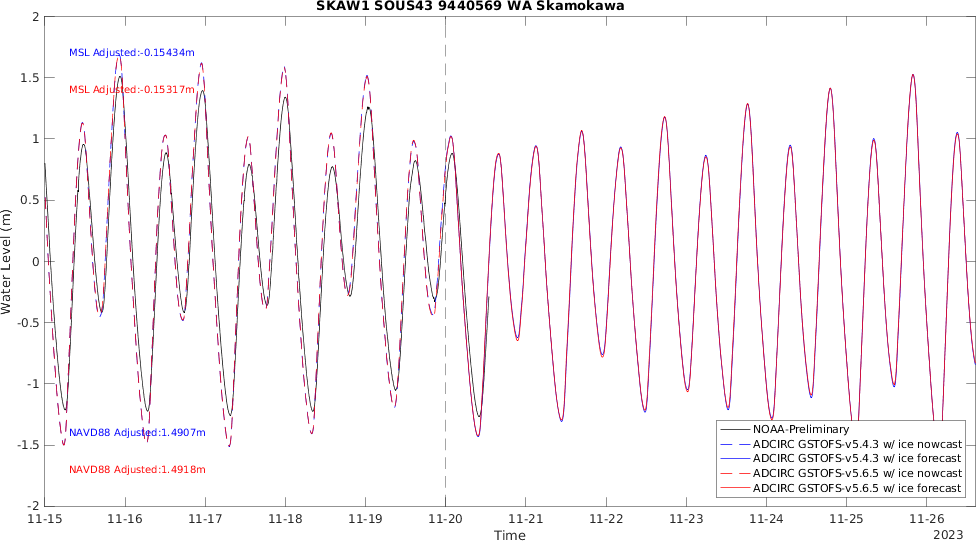 SKAW1 SOUS43 9440569 WA Skamokawa
2
1.5
1
0.5
0
-0.5
-1
-1.5
-2
Water Level (m)
MSL Adjusted:-0.15434m
MSL Adjusted:-0.15317m
NAVD88 Adjusted:1.4907m
NAVD88 Adjusted:1.4918m
NOAA-Preliminary
ADCIRC GSTOFS-v5.4.3 w/ ice nowcast
ADCIRC GSTOFS-v5.4.3 w/ ice forecast
ADCIRC GSTOFS-v5.6.5 w/ ice nowcast
ADCIRC GSTOFS-v5.6.5 w/ ice forecast
11-15 11-16 11-17 11-18 11-19 11-20 11-21 11-22 11-23 11-24 11-25 11-26
Time
2023